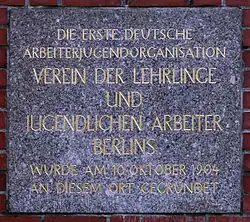 DIE ERSTE DEUTSCHE
ARBEITERJUGENDORGANISATION
VEREIN DER LEHRLINGE
UND
JUGENDLICHEN ARBEITER
BERLINS
WURDE AM 10. OKTOBER 1904
AN DIESEM ORT GEGRÜNDET